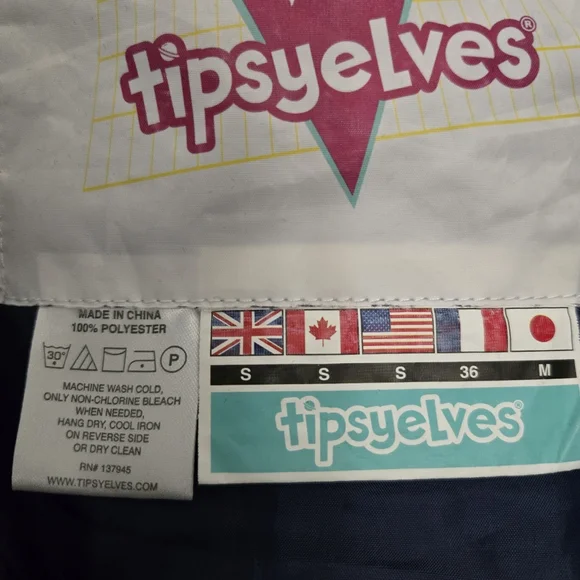 tipsyelves®
MADE IN CHINA
100% POLYESTER
30°
P
MACHINE WASH COLD,
ONLY NON-CHLORINE BLEACH
WHEN NEEDED,
HANG DRY, COOL IRON
ON REVERSE SIDE
OR DRY CLEAN
RN# 137945
WWW.TIPSYELVES.COM
S S S 36 M
tipsyelves®